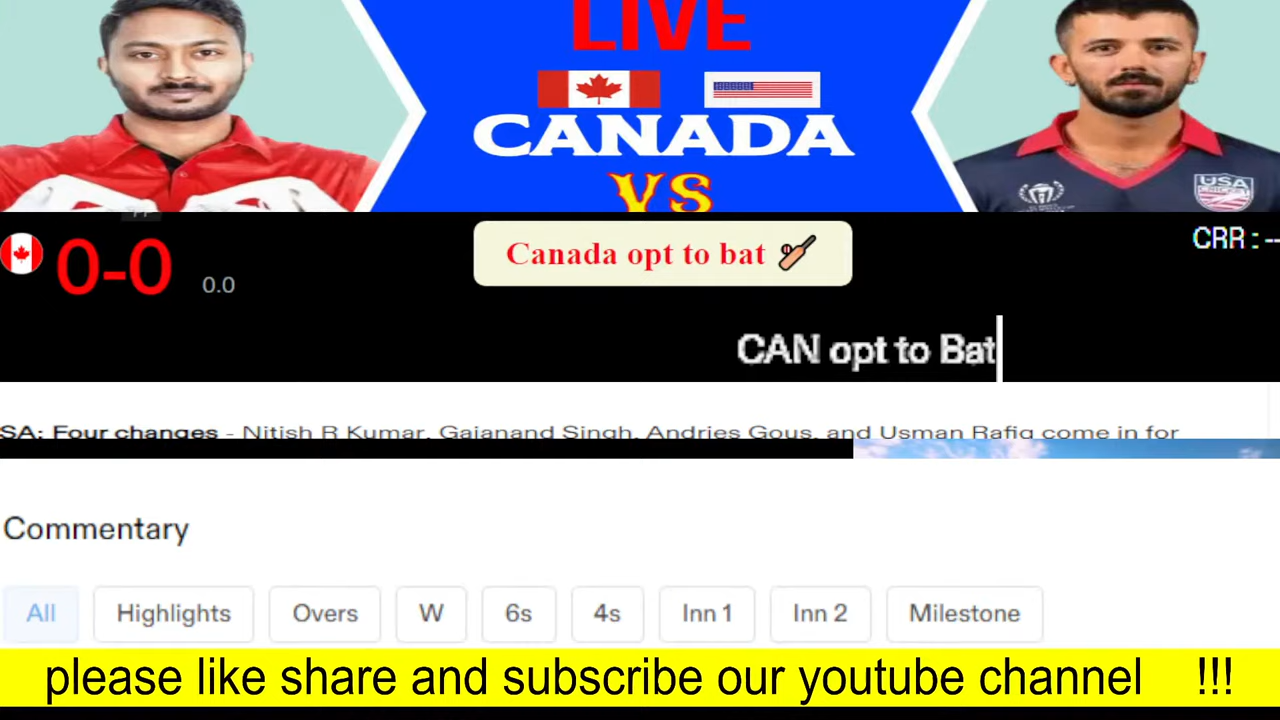 LIVE
CANADA
VS
USA
PP
0-0
0.0
Canada opt to bat
CRR : --
CAN opt to Bat
SA: Four changes - Nitish R Kumar, Gajanand Singh, Andries Gous, and Usman Rafiq come in for
Commentary
All
Highlights
Overs
W
6s
4s
Inn 1
Inn 2
Milestone
please like share and subscribe our youtube channel !!!